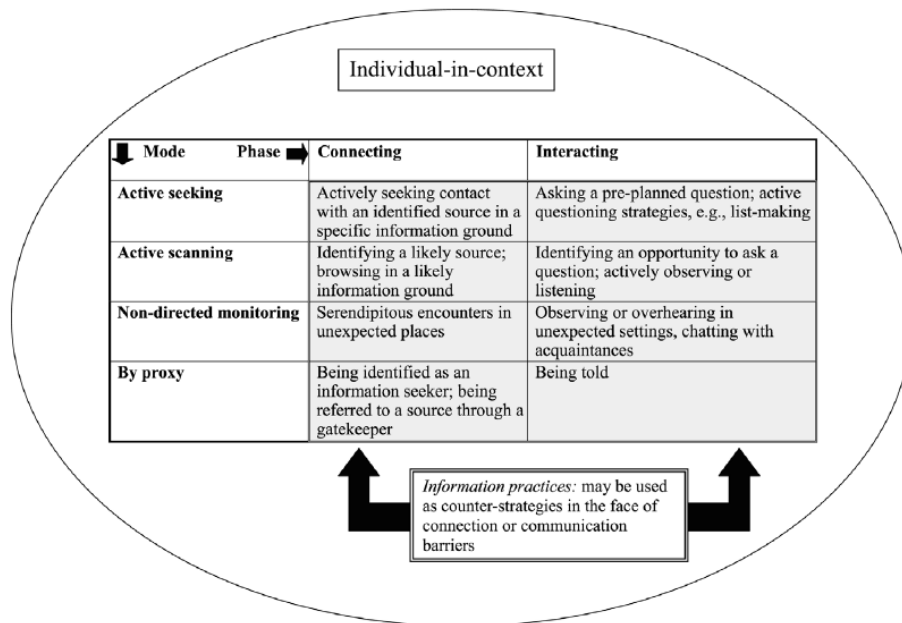 Individual-in-context
Mode Phase Connecting Interacting
Active seeking
Actively seeking contact
with an identified source in a
specific information ground
Asking a pre-planned question; active
questioning strategies, e.g., list-making
Active scanning
Identifying a likely source;
browsing in a likely
information ground
Identifying an opportunity to ask a
question; actively observing or
listening
Non-directed monitoring
Serendipitous encounters in
unexpected places
Observing or overhearing in
unexpected settings, chatting with
acquaintances
By proxy
Being identified as an
information seeker; being
referred to a source through a
gatekeeper
Being told
Information practices: may be used
as counter-strategies in the face of
connection or communication
barriers